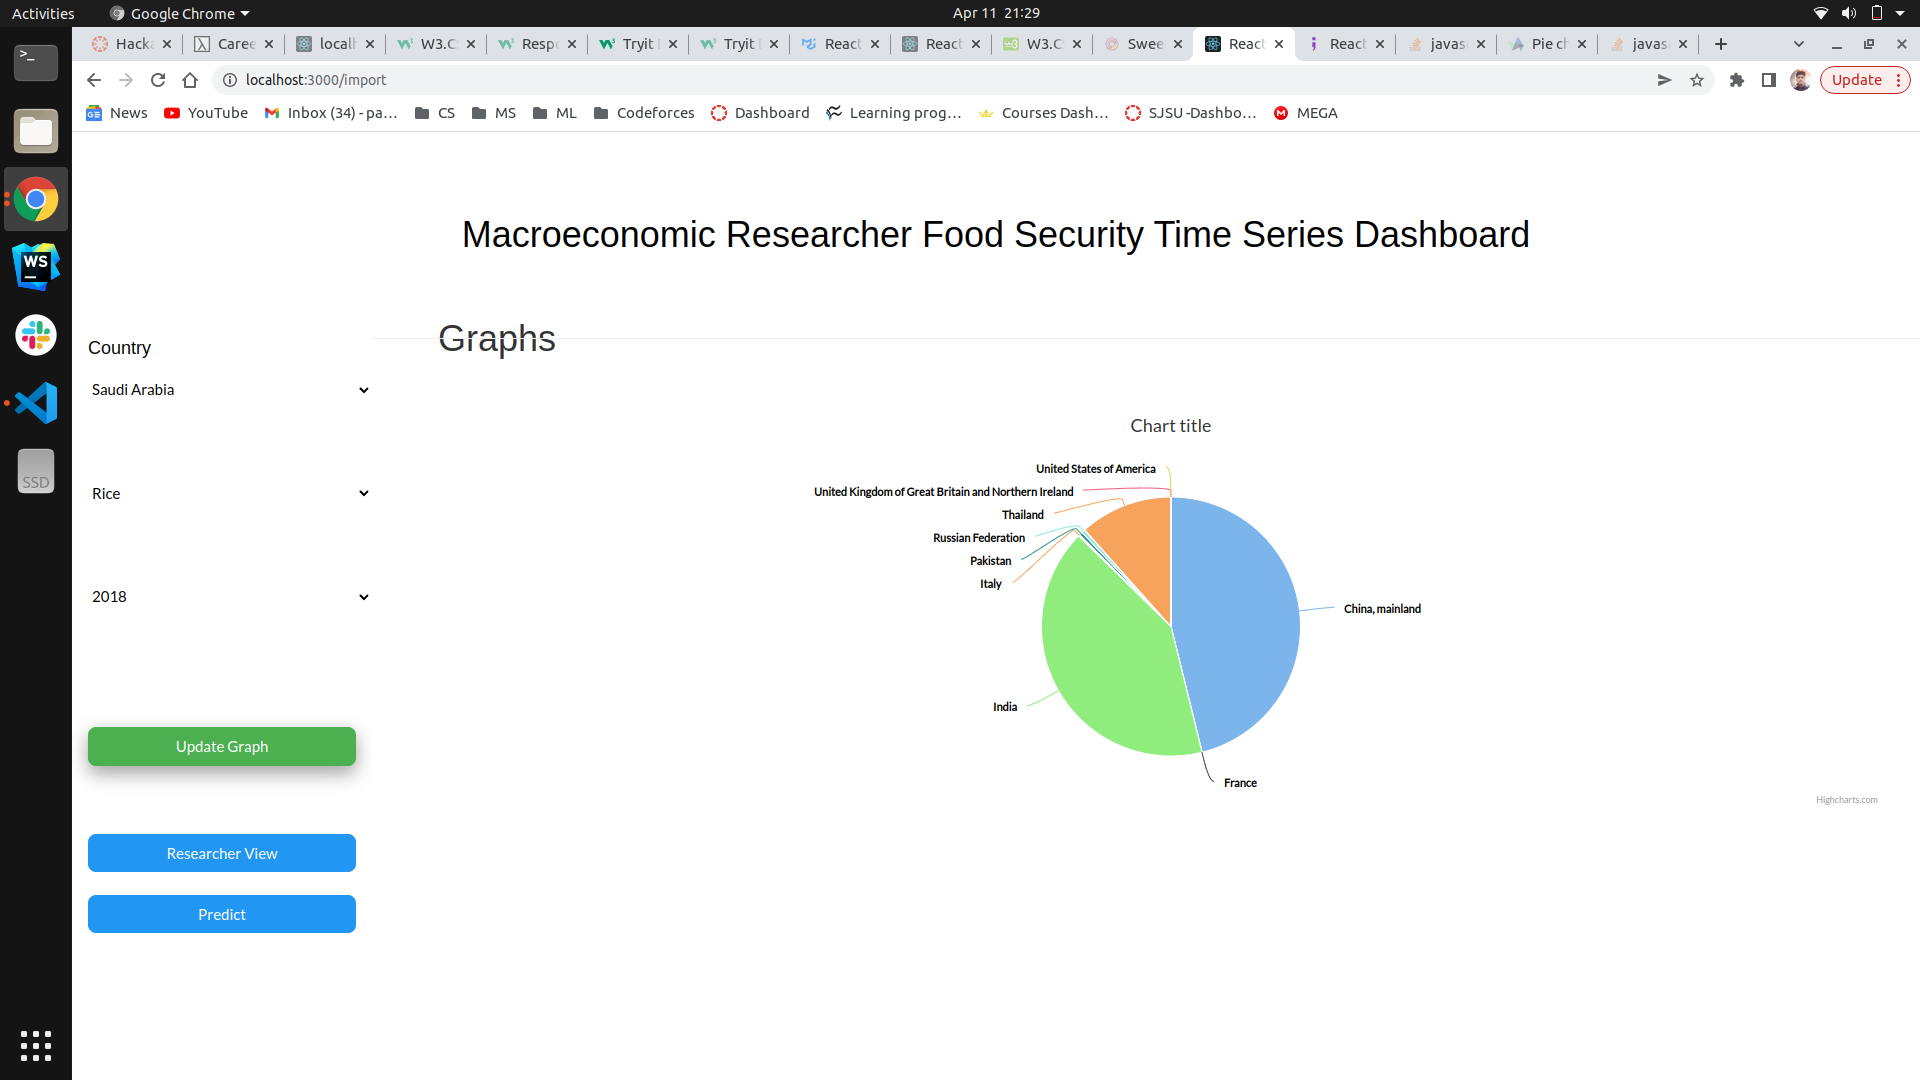 Activities Google Chrome Apr 11 21:29
Hacka Caree localh W3.C Respo Tryit Tryit React React W3.C Swee React React javas Pie ch javas
localhost:3000/import Update
News YouTube Inbox (34) - pa... CS MS ML Codeforces Dashboard Learning prog... Courses Dash... SJSU -Dashbo... MEGA
Macroeconomic Researcher Food Security Time Series Dashboard
Graphs
Country
Saudi Arabia
Rice
2018
Update Graph
Researcher View
Predict
Chart title
United States of America
United Kingdom of Great Britain and Northern Ireland
Thailand
Russian Federation
Pakistan
Italy
China, mainland
India
France
Highcharts.com
WS
SSD